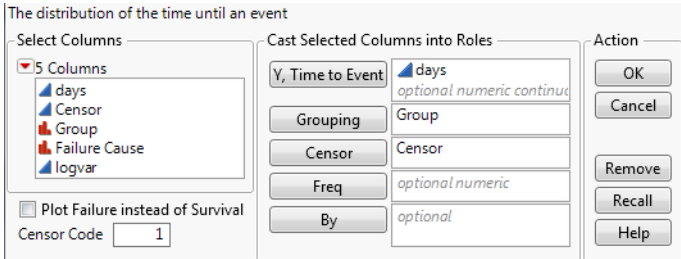 The distribution of the time until an event
Select Columns
5 Columns
days
Censor
Group
Failure Cause
logvar
Plot Failure instead of Survival
Censor Code 1
Cast Selected Columns into Roles
Y, Time to Event days
optional numeric continuo
Grouping Group
Censor Censor
Freq optional numeric
By optional
Action
OK
Cancel
Remove
Recall
Help